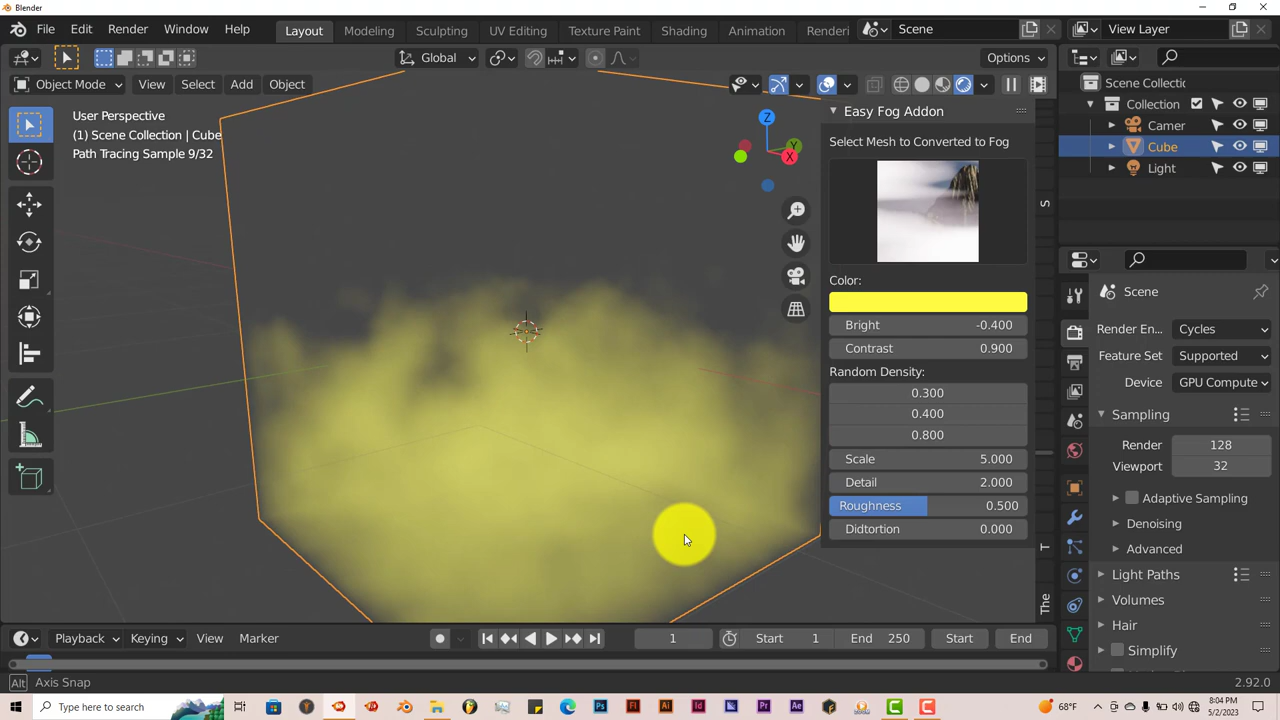 Blender
File Edit Render Window Help Layout Modeling Sculpting UV Editing Texture Paint Shading Animation Renderi Scene View Layer
Global Options
Object Mode View Select Add Object
User Perspective
(1) Scene Collection | Cube
Path Tracing Sample 9/32
Z
Y
X
Easy Fog Addon
Select Mesh to Converted to Fog
Color:
Bright -0.400
Contrast 0.900
Random Density:
0.300
0.400
0.800
Scale 5.000
Detail 2.000
Roughness 0.500
Didtortion 0.000
S
T
The
Scene Collectic
Collection
Camer
Cube
Light
Scene
Render En... Cycles
Feature Set Supported
Device GPU Compute
Sampling
Render 128
Viewport 32
Adaptive Sampling
Denoising
Advanced
Light Paths
Volumes
Hair
Curves
Simplify
Playback Keying View Marker 1 Start 1 End 250 Start End
Alt Axis Snap 2.92.0
Type here to search
68°F
8:04 PM
5/2/2023